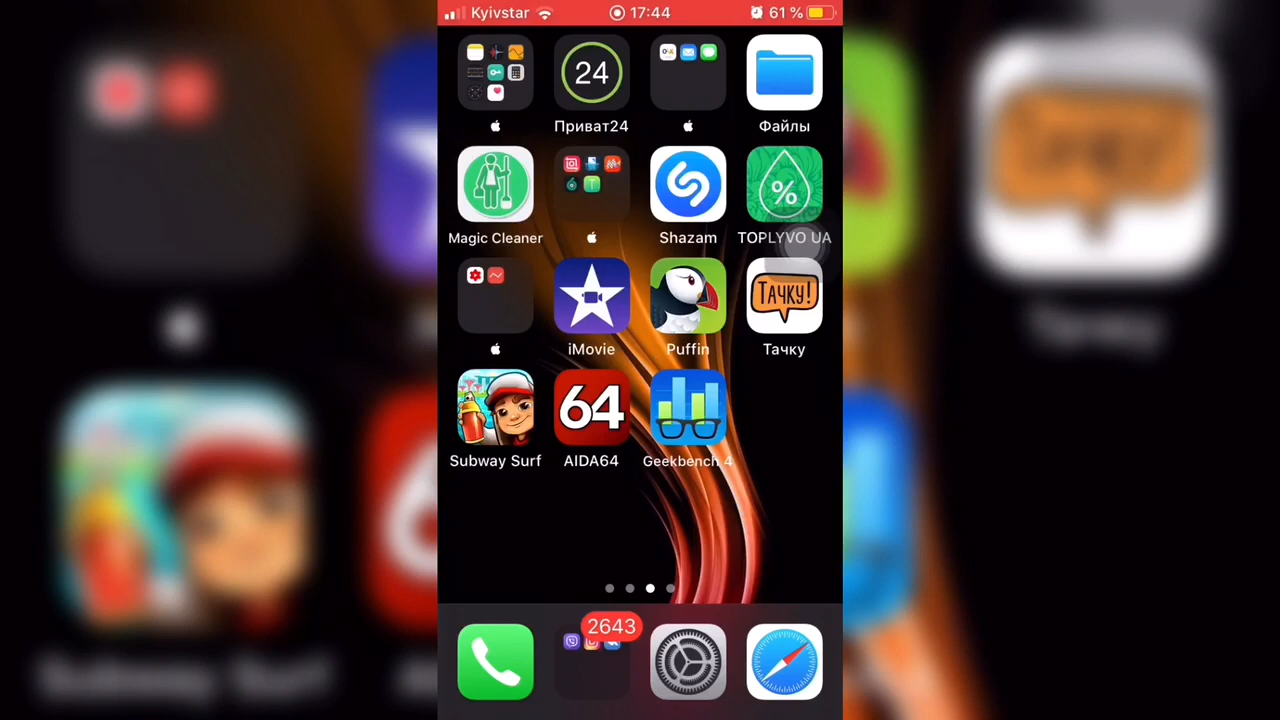 Kyivstar 17:44 61 %
24
Приват24 Файлы
%
Magic Cleaner Shazam TOPLYVO UA
ТАЧКУ!
iMovie Puffin Тачку
64
Subway Surf AIDA64 Geekbench 4
2643